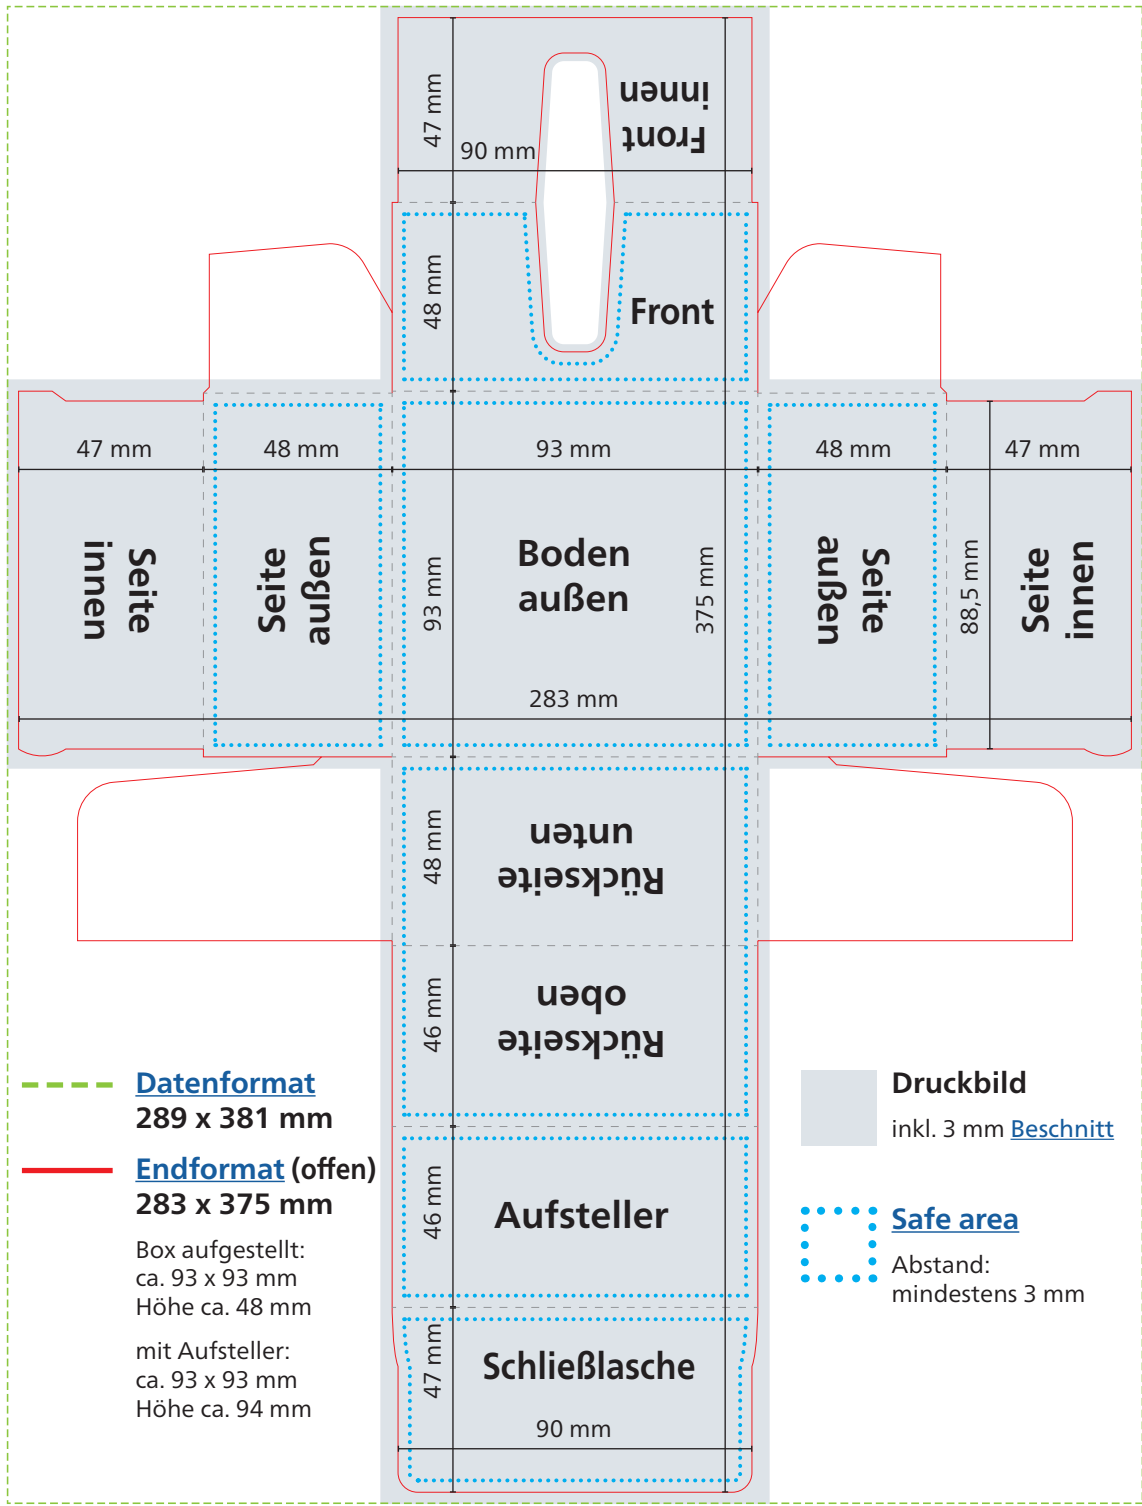 47 mm
90 mm
Front
innen
48 mm
Front
47 mm
48 mm
93 mm
48 mm
47 mm
Seite
innen
Seite
außen
93 mm
Boden
außen
375 mm
Seite
außen
88,5 mm
Seite
innen
283 mm
48 mm
Rückseite
unten
46 mm
Rückseite
oben
46 mm
Aufsteller
47 mm
Schließlasche
90 mm
Datenformat
289 x 381 mm
Endformat (offen)
283 x 375 mm
Box aufgestellt:
ca. 93 x 93 mm
Höhe ca. 48 mm
mit Aufsteller:
ca. 93 x 93 mm
Höhe ca. 94 mm
Druckbild
inkl. 3 mm Beschnitt
Safe area
Abstand:
mindestens 3 mm